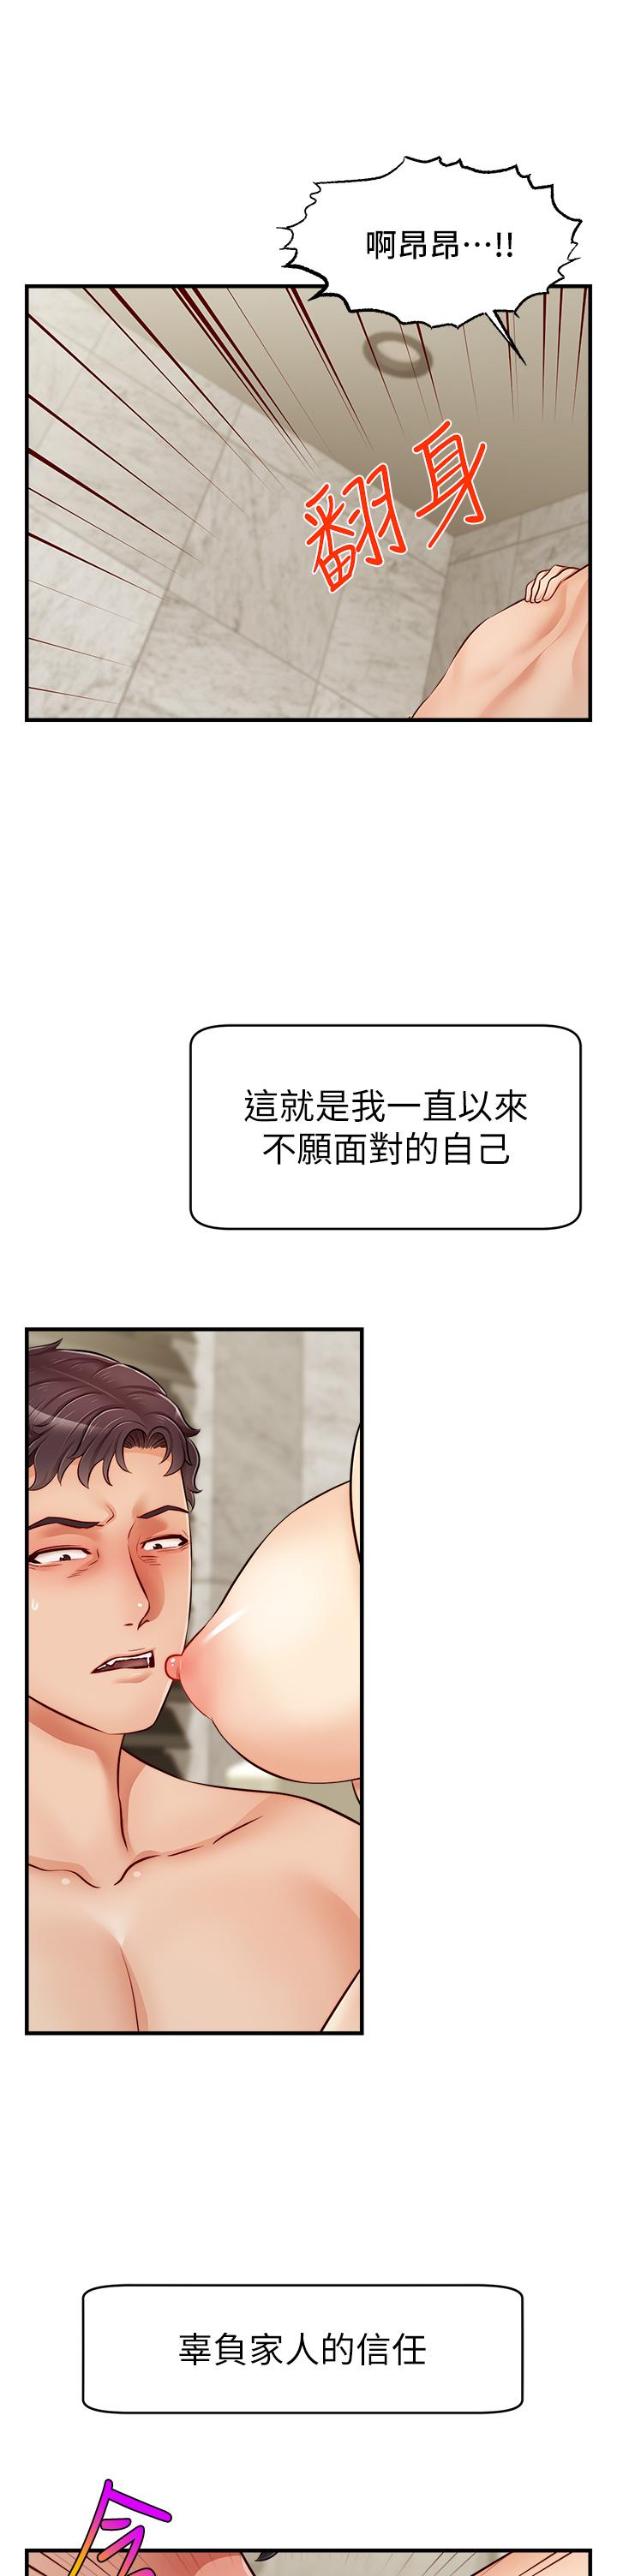 啊昂昂…!!
翻身
這就是我一直以來
不願面對的自己
辜負家人的信任